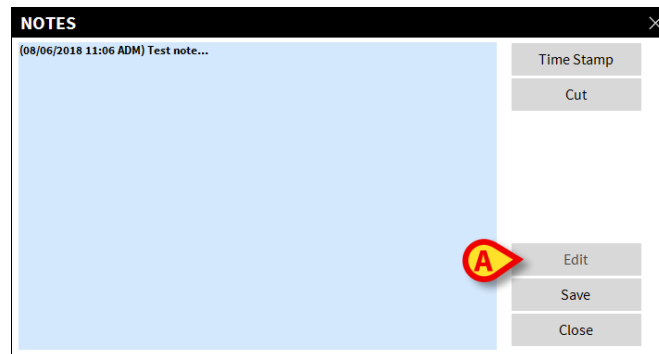 NOTES
(08/06/2018 11:06 ADM) Test note...
Time Stamp
Cut
A
Edit
Save
Close